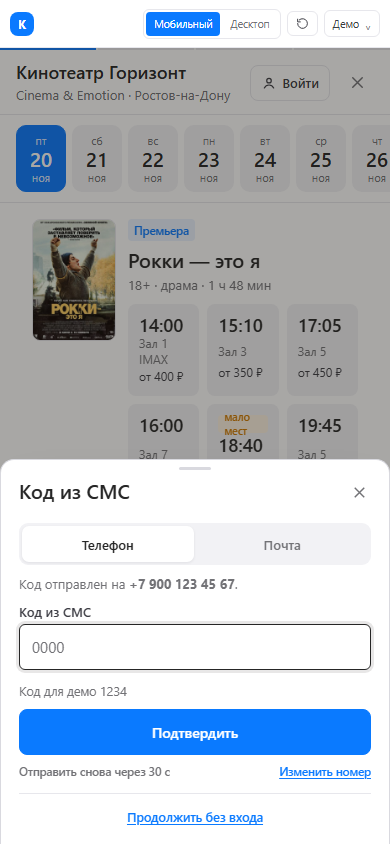 К
Мобильный Десктоп Демо
Кинотеатр Горизонт
Cinema & Emotion · Ростов-на-Дону
Войти
пт сб вс пн вт ср чт
20 21 22 23 24 25 26
ноя ноя ноя ноя ноя ноя ноя
Премьера
Рокки — это я
18+ · драма · 1 ч 48 мин
14:00 15:10 17:05
Зал 1 IMAX Зал 3 Зал 5
от 400 ₽ от 350 ₽ от 450 ₽
РОККИ-
ЭТО Я
мало мест
16:00 18:40 19:45
Зал 7 Зал 5
Код из СМС
Телефон Почта
Код отправлен на +7 900 123 45 67.
Код из СМС
0000
Код для демо 1234
Подтвердить
Отправить снова через 30 с Изменить номер
Продолжить без входа